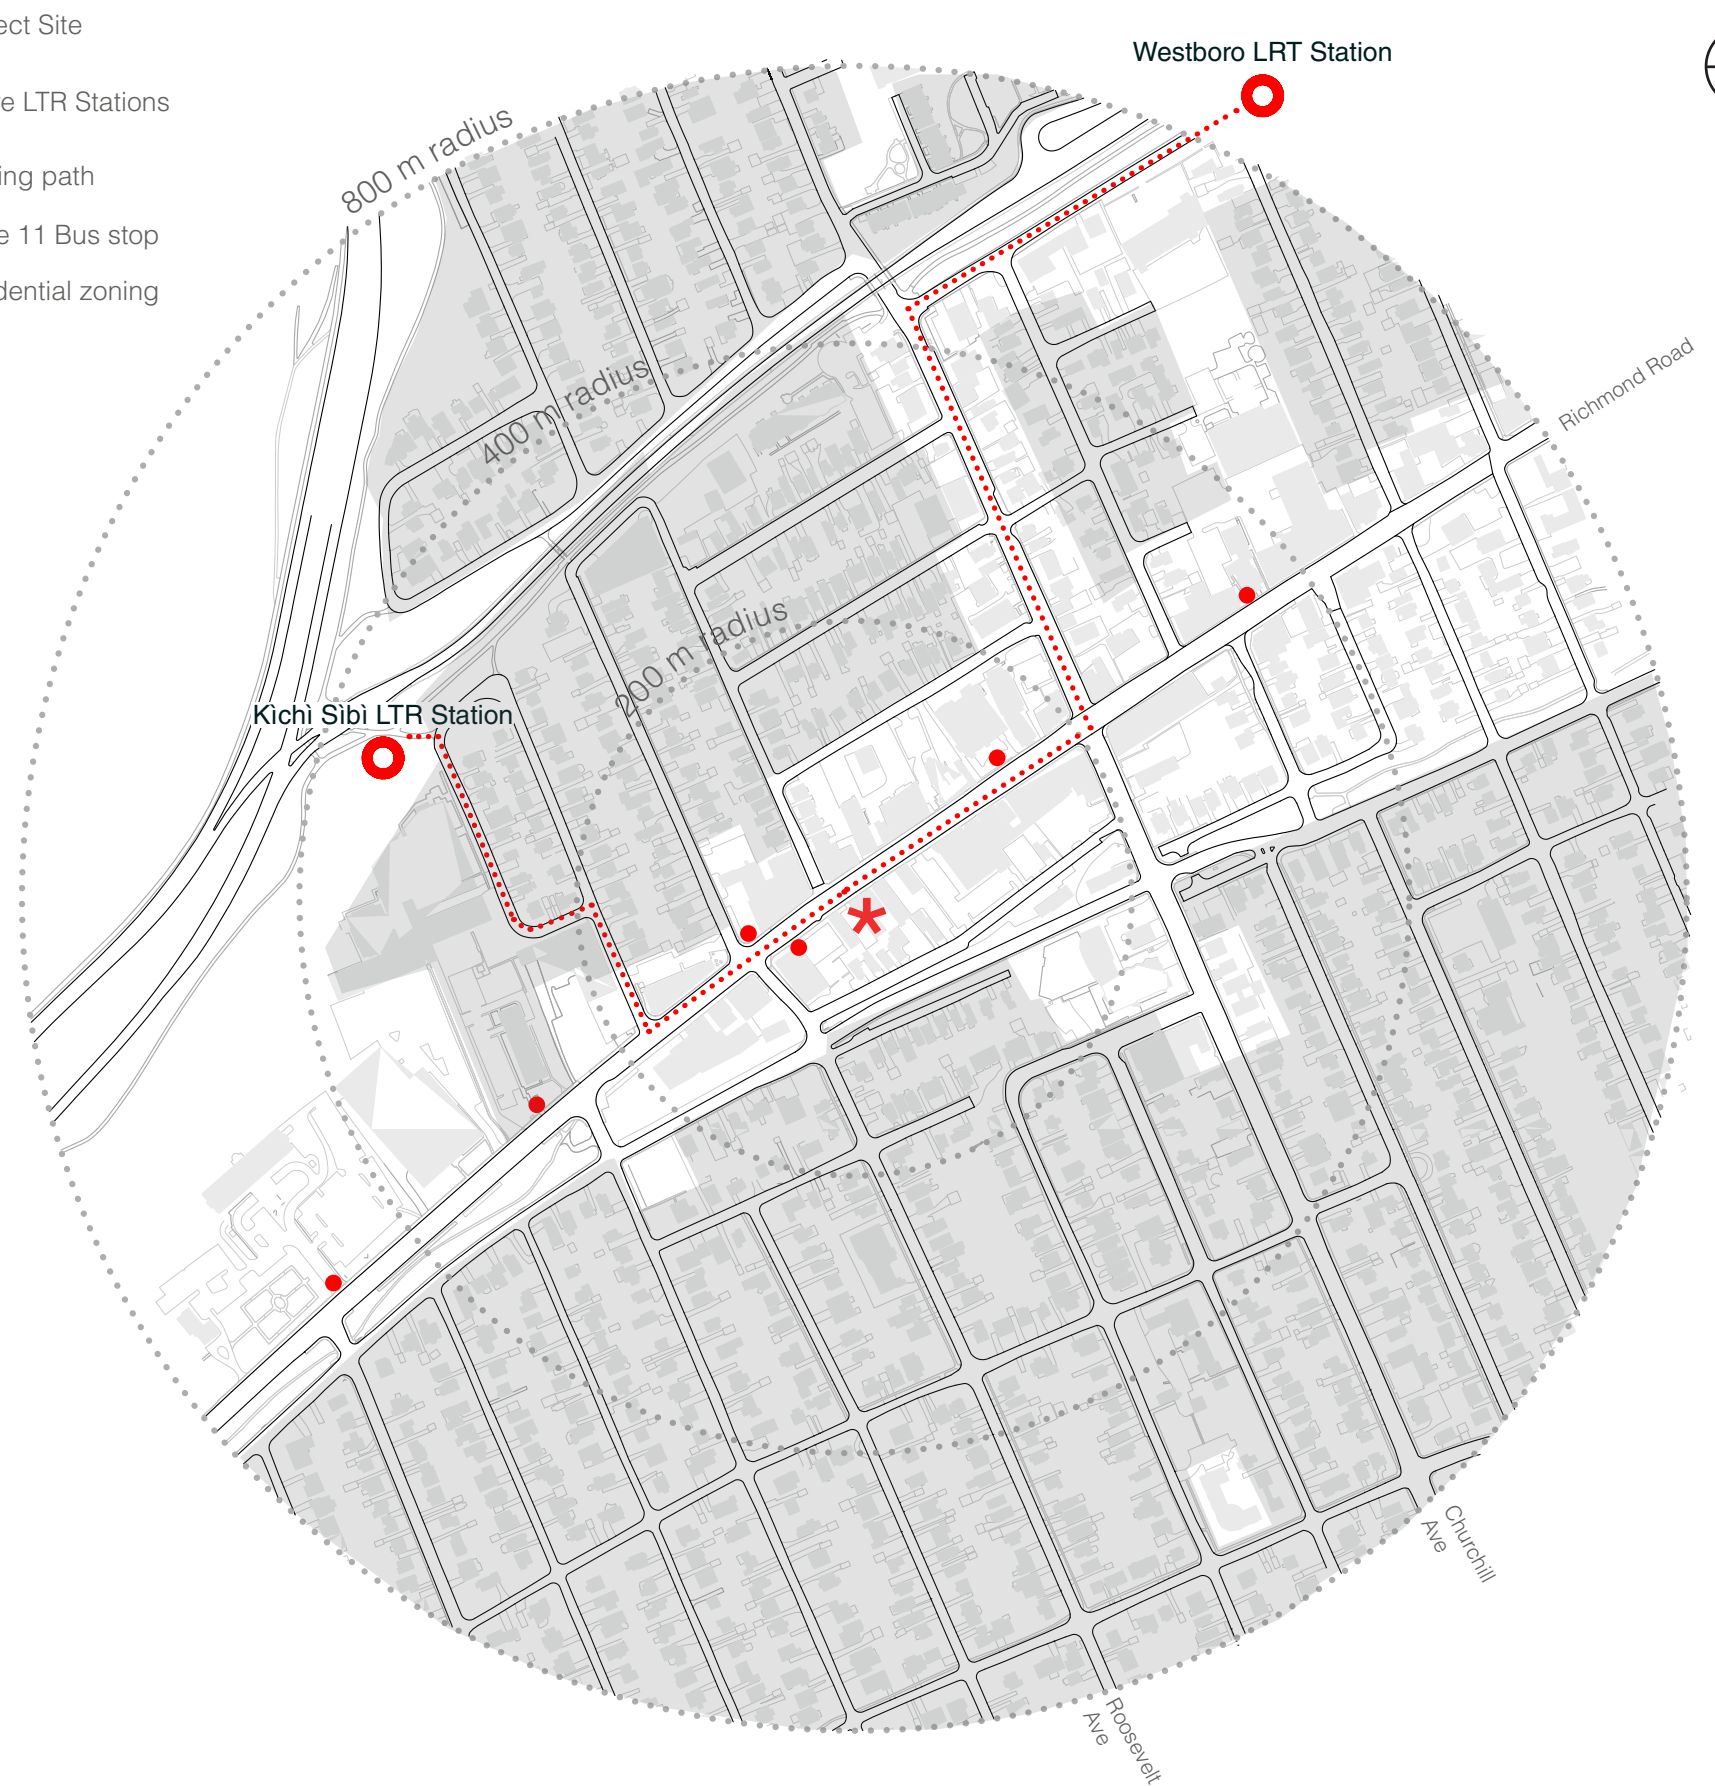 ect Site
e LTR Stations
ing path
e 11 Bus stop
dential zoning
Westboro LRT Station
800 m radius
400 m radius
200 m radius
Richmond Road
Kìchì Sìbì LTR Station
Churchill
Ave
Roosevelt
Ave